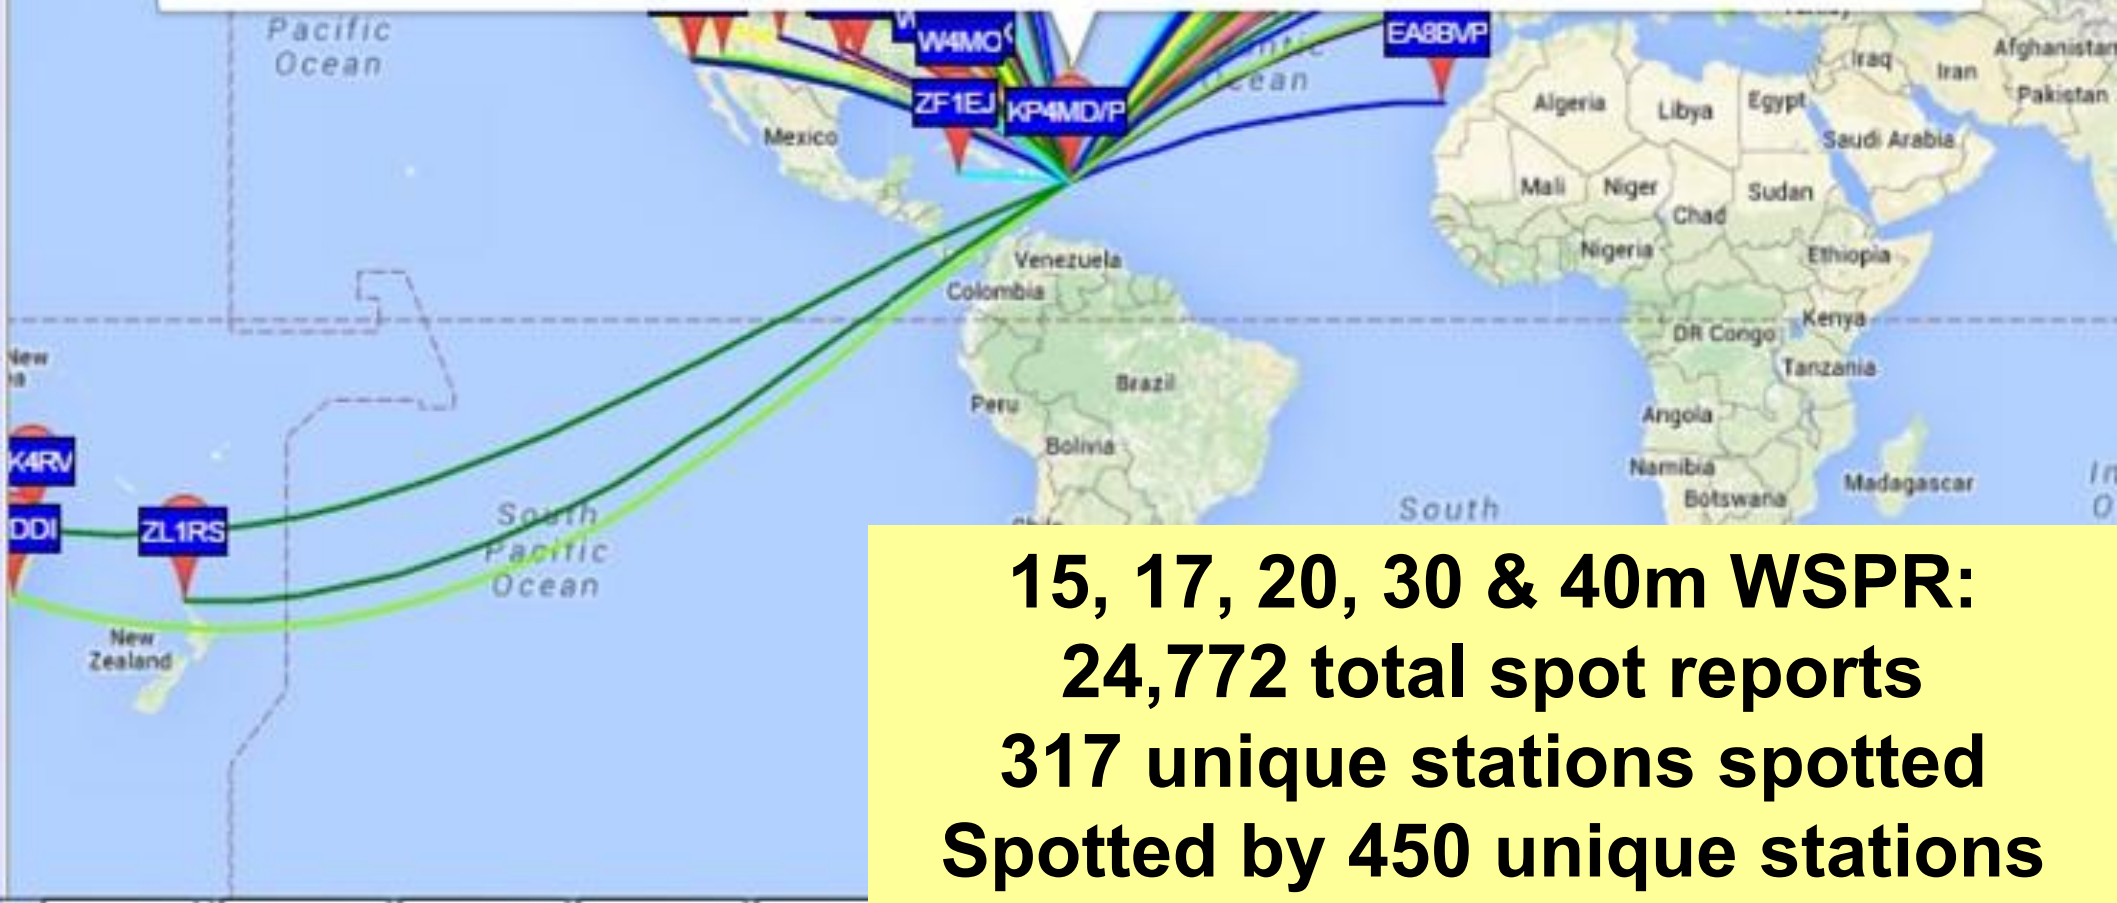 Pacific
Ocean
W4MO
EA8BVP
Iraq
Afghanistan
Iran
Pakistan
ZF1EJ
KP4MD/P
Algeria
Libya
Egypt
Mexico
Saudi Arabia
Mali
Niger
Chad
Sudan
Nigeria
Ethiopia
Venezuela
Colombia
Kenya
DR Congo
Tanzania
New
Brazil
Peru
Angola
Bolivia
K4RV
Namibia
Botswana
Madagascar
DDI
ZL1RS
South
Pacific
Ocean
South
New
Zealand
15, 17, 20, 30 & 40m WSPR:
24,772 total spot reports
317 unique stations spotted
Spotted by 450 unique stations